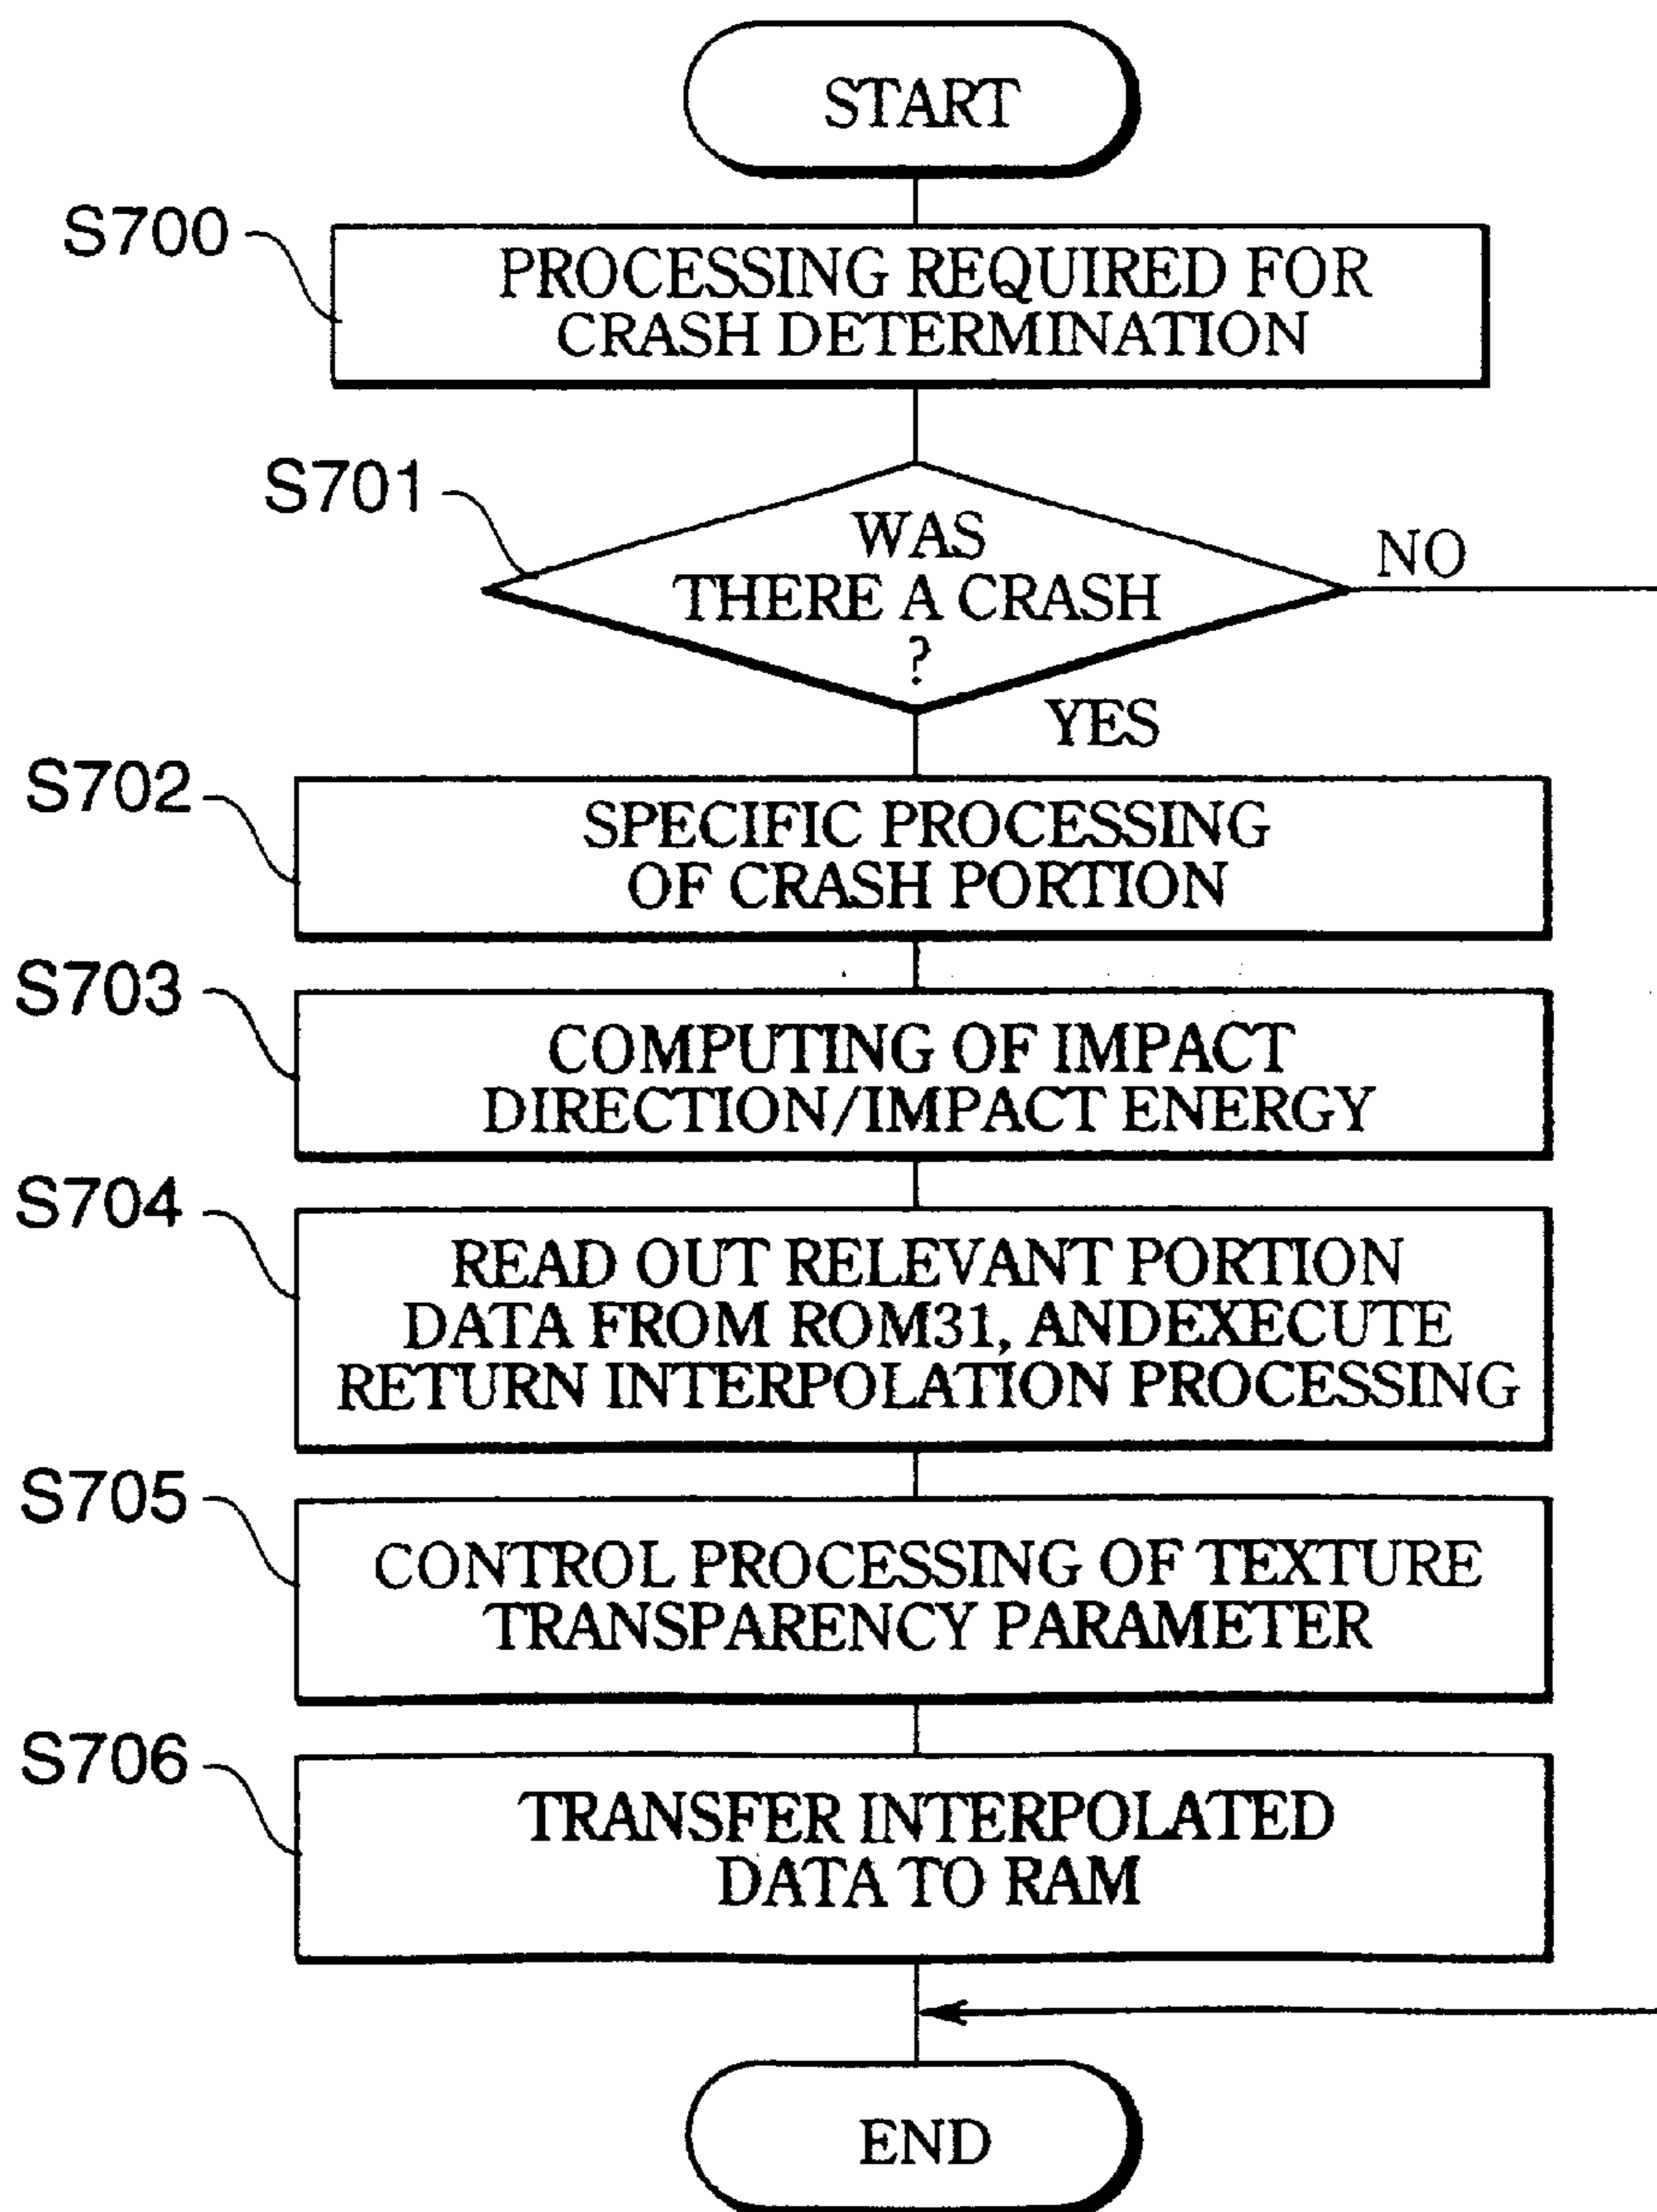 START
S700
PROCESSING REQUIRED FOR
CRASH DETERMINATION
S701
WAS
THERE A CRASH
?
NO
YES
S702
SPECIFIC PROCESSING
OF CRASH PORTION
S703
COMPUTING OF IMPACT
DIRECTION/IMPACT ENERGY
S704
READ OUT RELEVANT PORTION
DATA FROM ROM31, ANDEXECUTE
RETURN INTERPOLATION PROCESSING
S705
CONTROL PROCESSING OF TEXTURE
TRANSPARENCY PARAMETER
S706
TRANSFER INTERPOLATED
DATA TO RAM
END